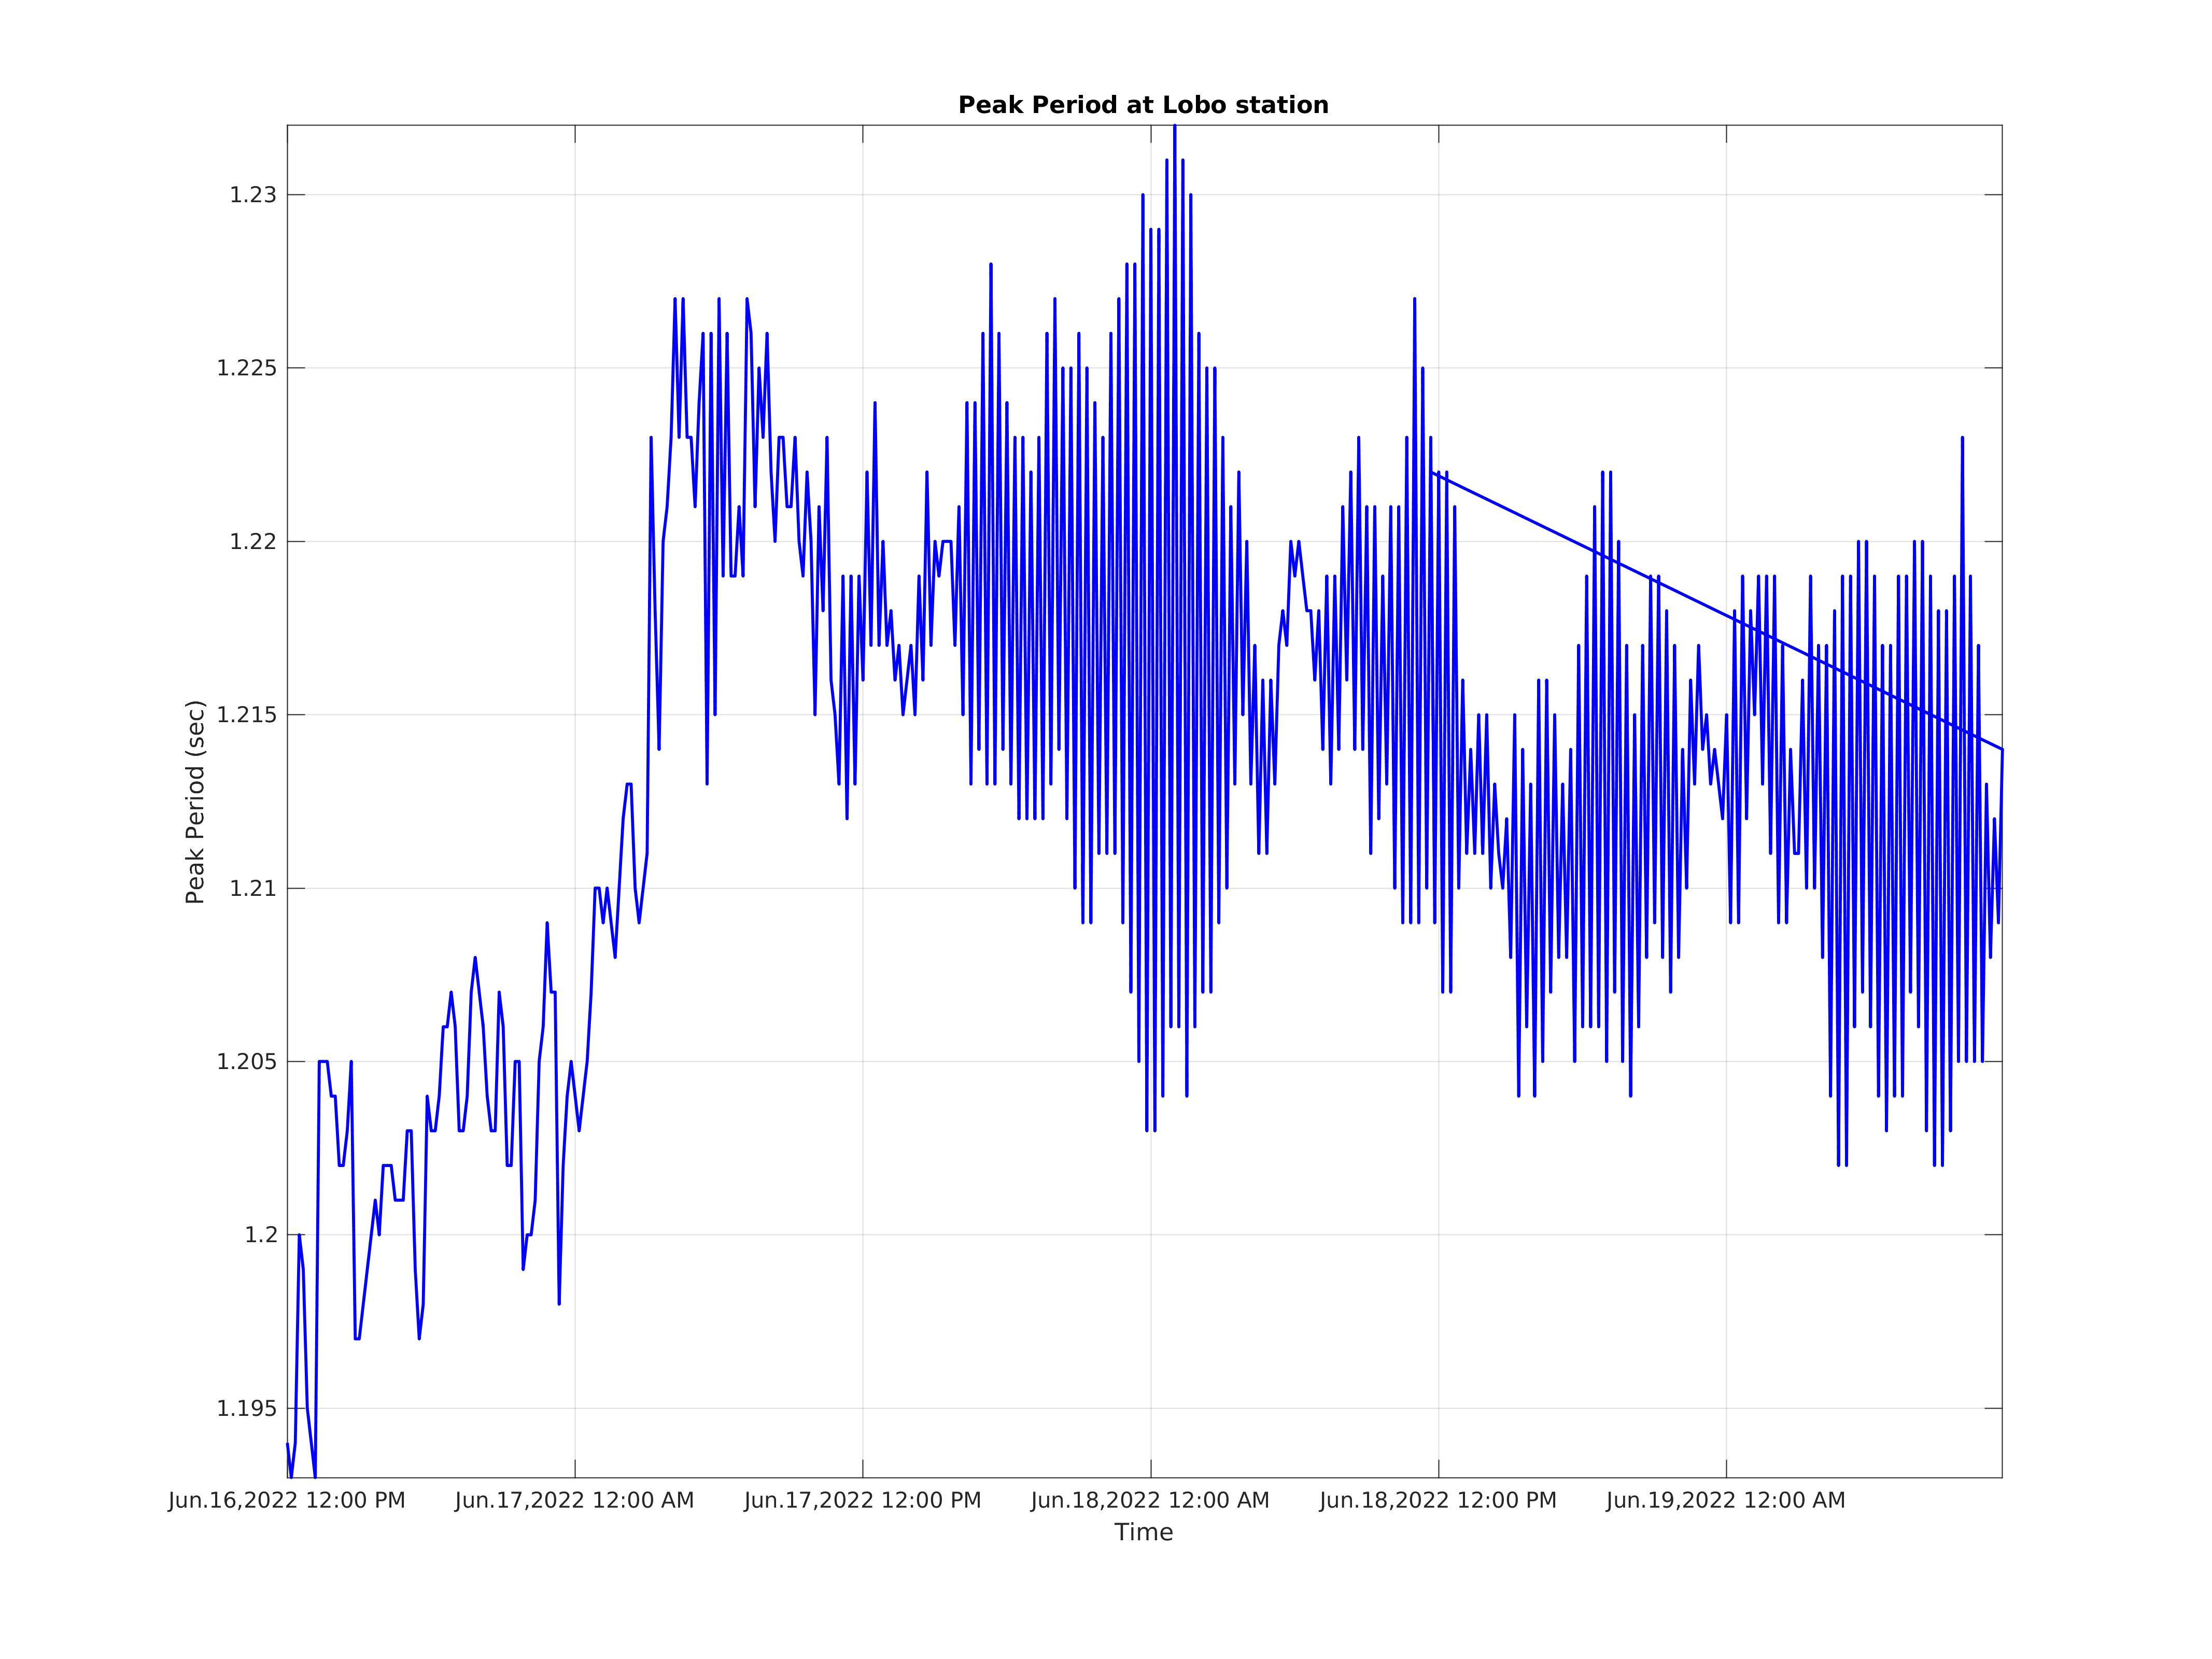 Peak Period at Lobo station
1.23
1.225
1.22
1.215
1.21
1.205
1.2
1.195
Peak Period (sec)
Jun.16,2022 12:00 PM Jun.17,2022 12:00 AM Jun.17,2022 12:00 PM Jun.18,2022 12:00 AM Jun.18,2022 12:00 PM Jun.19,2022 12:00 AM
Time